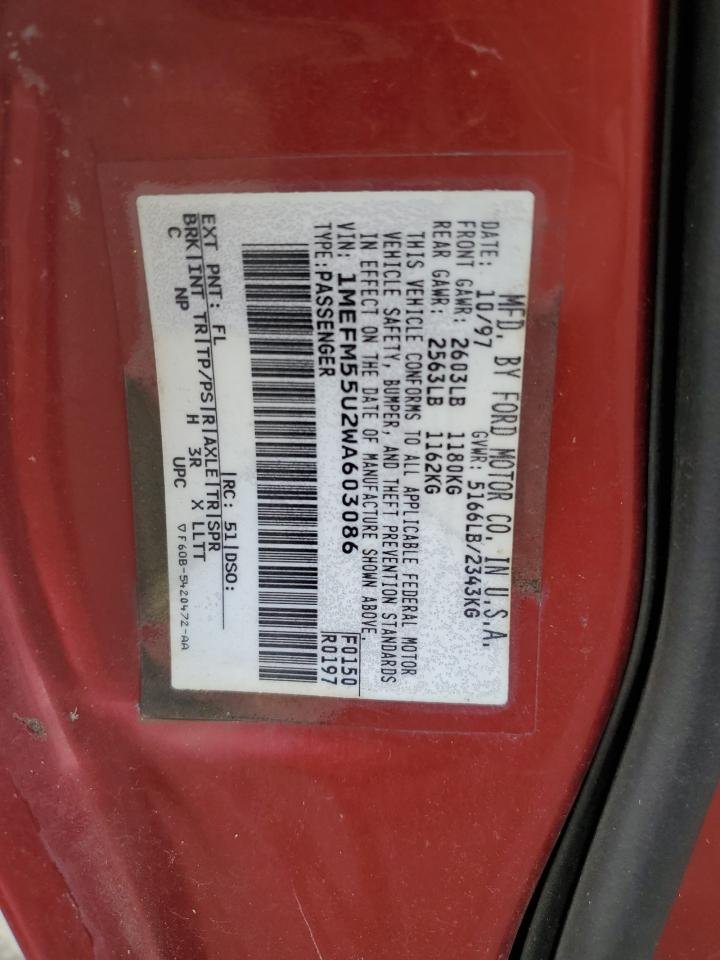 MFD. BY FORD MOTOR CO. IN U.S.A.
DATE: 10/97 GVWR: 5166LB/2343KG
FRONT GAWR: 2603LB 1180KG
REAR GAWR: 2563LB 1162KG
THIS VEHICLE CONFORMS TO ALL APPLICABLE FEDERAL MOTOR
VEHICLE SAFETY, BUMPER, AND THEFT PREVENTION STANDARDS
IN EFFECT ON THE DATE OF MANUFACTURE SHOWN ABOVE.
VIN: 1MEFM55U2WA603086 F0150
TYPE: PASSENGER R0197
EXT PNT: FL RC: 51 DSO:
BRK INT TR TP/PS R AXLE TR SPR
C NP H 3R X LLTT
UPC
▽F60B-5420472-AA